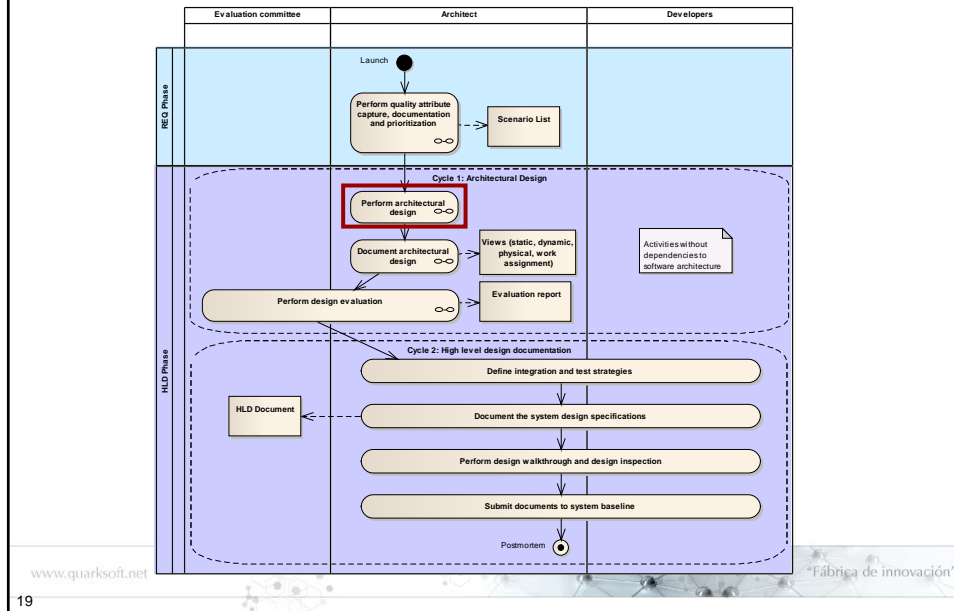 Evaluation committee
Architect
Developers
REQ Phase
Launch
Perform quality attribute
capture, documentation
and prioritization
Scenario List
HLD Phase
Cycle 1: Architectural Design
Perform architectural
design
Document architectural
design
Views (static, dynamic,
physical, work
assignment)
Activities without
dependencies to
software architecture
Perform design evaluation
Evaluation report
Cycle 2: High level design documentation
Define integration and test strategies
HLD Document
Document the system design specifications
Perform design walkthrough and design inspection
Submit documents to system baseline
Postmortem
www.quarksoft.net
"Fábrica de innovación"
19